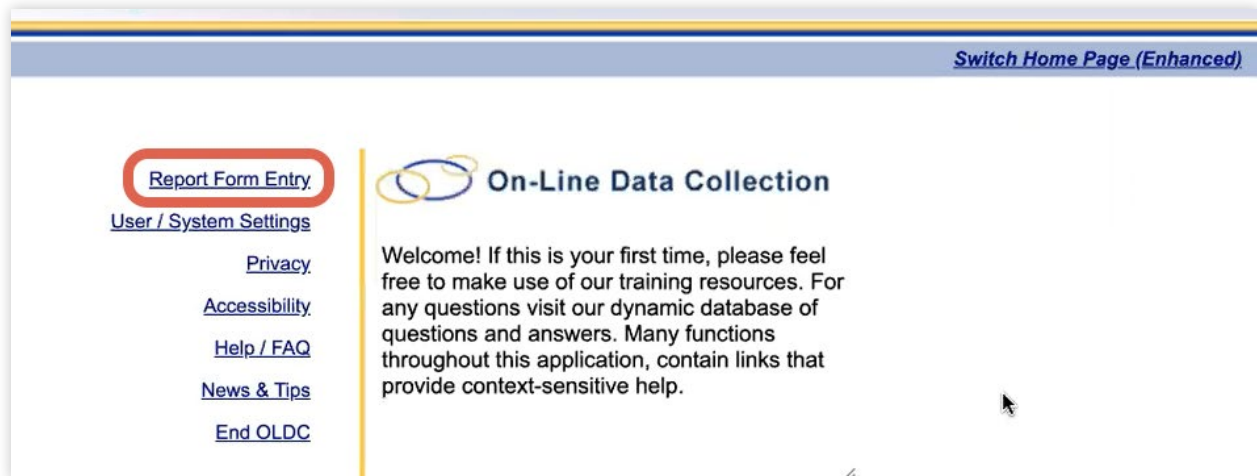 Switch Home Page (Enhanced)
Report Form Entry
User / System Settings
Privacy
Accessibility
Help / FAQ
News & Tips
End OLDC
On-Line Data Collection
Welcome! If this is your first time, please feel
free to make use of our training resources. For
any questions visit our dynamic database of
questions and answers. Many functions
throughout this application, contain links that
provide context-sensitive help.